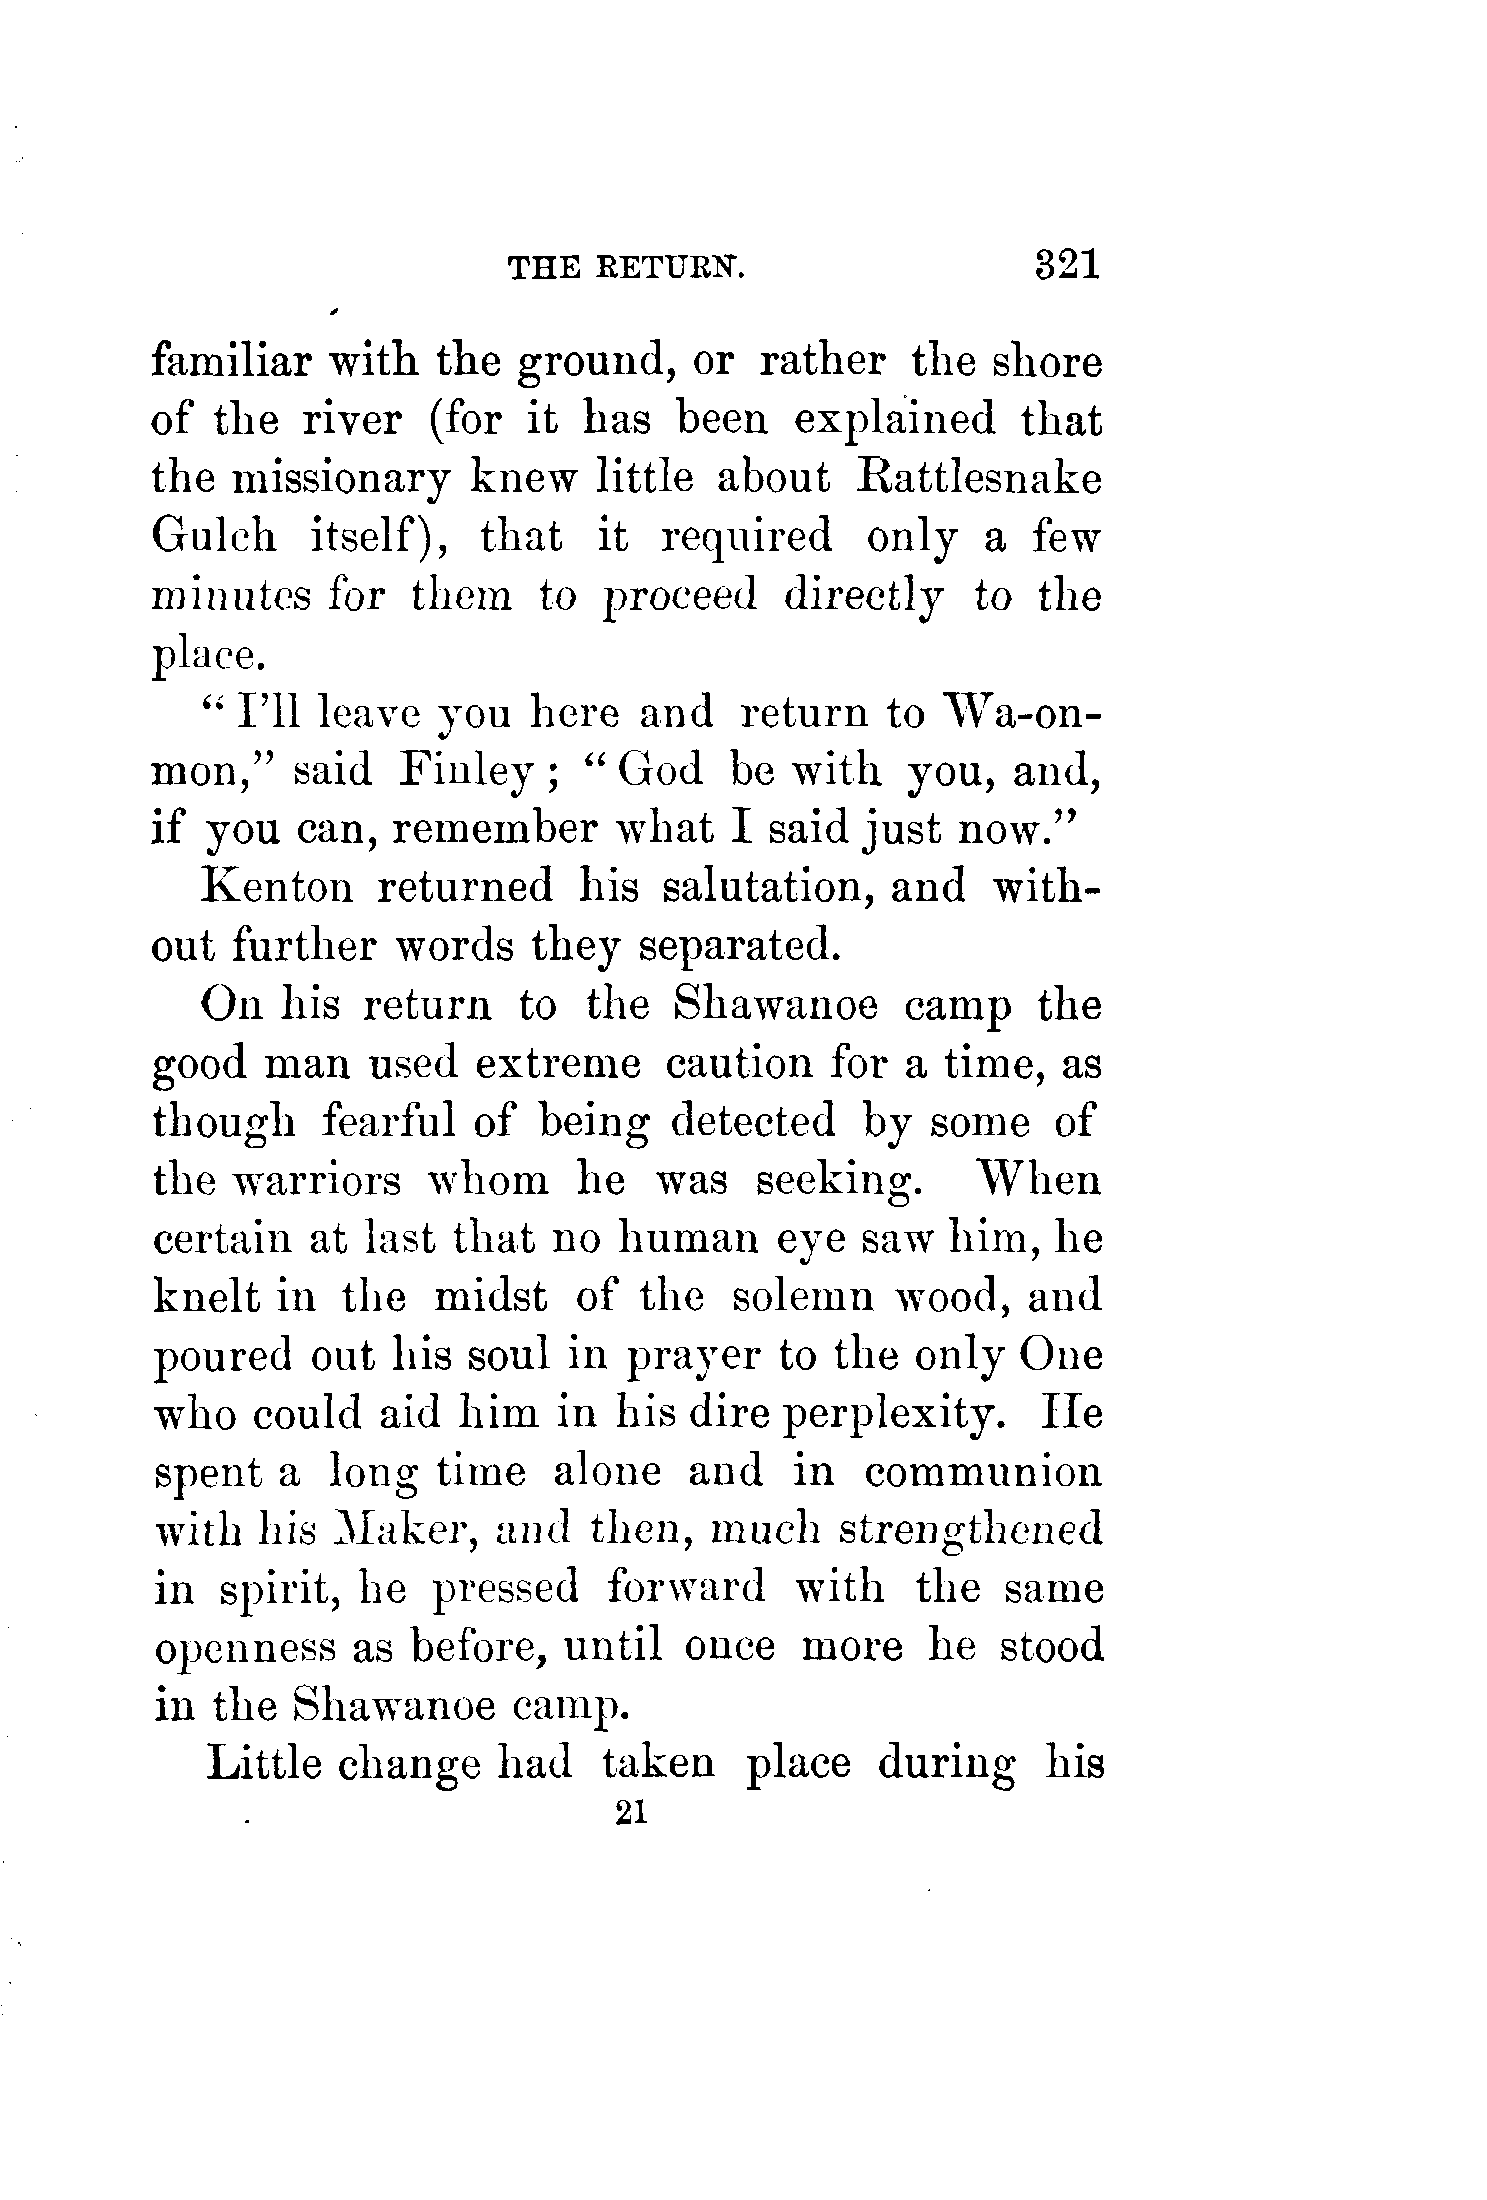 THE RETURN. 321
familiar with the ground, or rather the shore
of the river (for it has been explained that
the missionary knew little about Rattlesnake
Gulch itself), that it required only a few
minutes for them to proceed directly to the
place.
“ I’ll leave you here and return to Wa-on-
mon,” said Finley ; “ God be with you, and,
if you can, remember what I said just now.”
Kenton returned his salutation, and with-
out further words they separated.
On his return to the Shawanoe camp the
good man used extreme caution for a time, as
though fearful of being detected by some of
the warriors whom he was seeking. When
certain at last that no human eye saw him, he
knelt in the midst of the solemn wood, and
poured out his soul in prayer to the only One
who could aid him in his dire perplexity. He
spent a long time alone and in communion
with his Maker, and then, much strengthened
in spirit, he pressed forward with the same
openness as before, until once more he stood
in the Shawanoe camp.
Little change had taken place during his
21